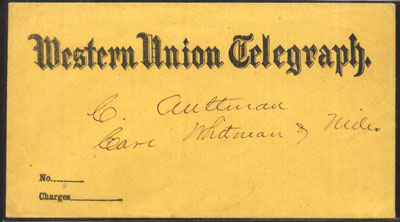 Western Union Telegraph.
C. Aultman
Care Whitman & Miles
No.
Charges